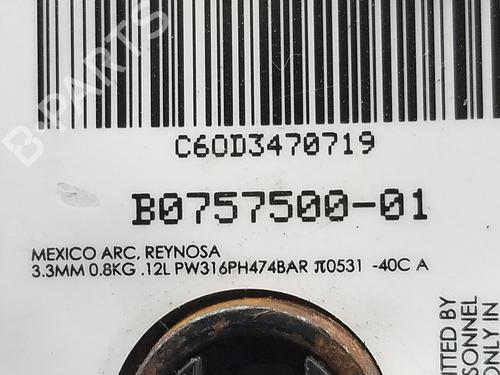 B PARTS
C60D3470719
B0757500-01
MEXICO ARC, REYNOSA
3.3MM 0.8KG .12L PW316PH474BAR π0531 -40C A
ITTED BY
SONNEL
ONLY IN